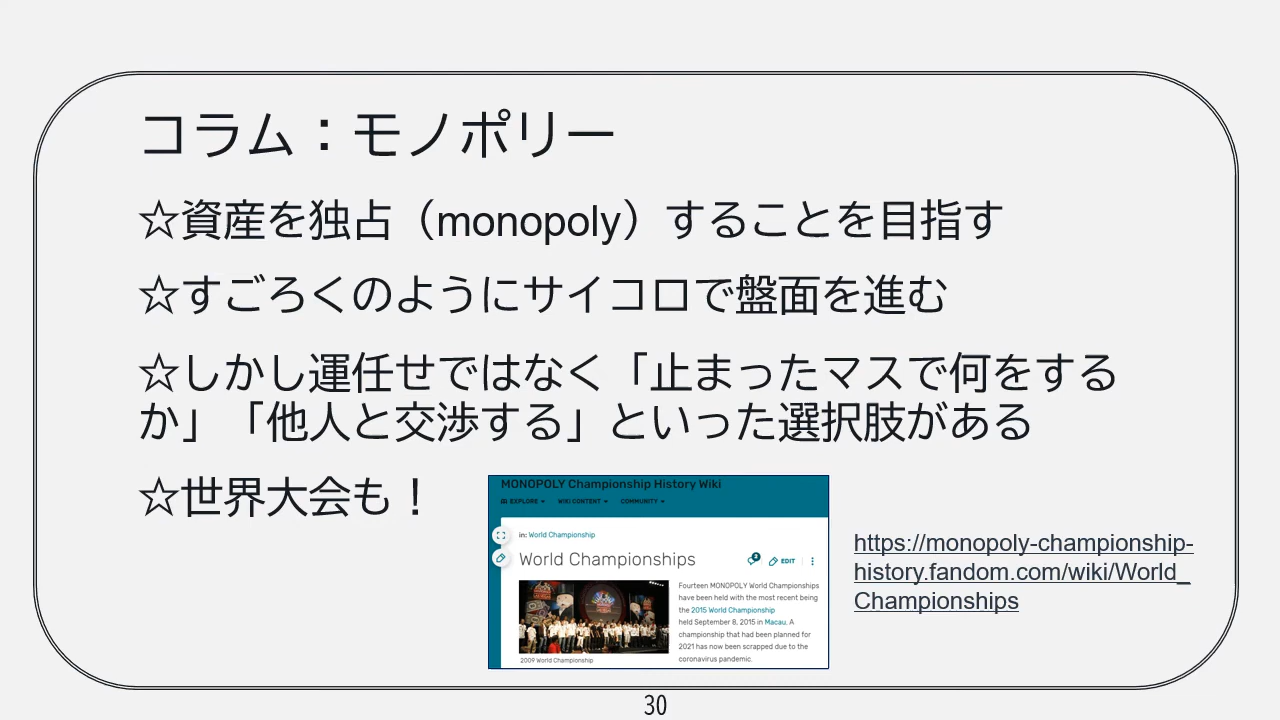 コラム：モノポリー
☆資産を独占（monopoly）することを目指す
☆すごろくのようにサイコロで盤面を進む
☆しかし運任せではなく「止まったマスで何をする
か」「他人と交渉する」といった選択肢がある
☆世界大会も！
MONOPOLY Championship History Wiki
EXPLORE WIKI CONTENT COMMUNITY
in: World Championship
World Championships
2 EDIT
Fourteen MONOPOLY World Championships
have been held with the most recent being
the 2015 World Championship
held September 8, 2015 in Macau. A
championship that had been planned for
2021 has now been scrapped due to the
coronavirus pandemic.
2009 World Championship
https://monopoly-championship-
history.fandom.com/wiki/World_
Championships
30